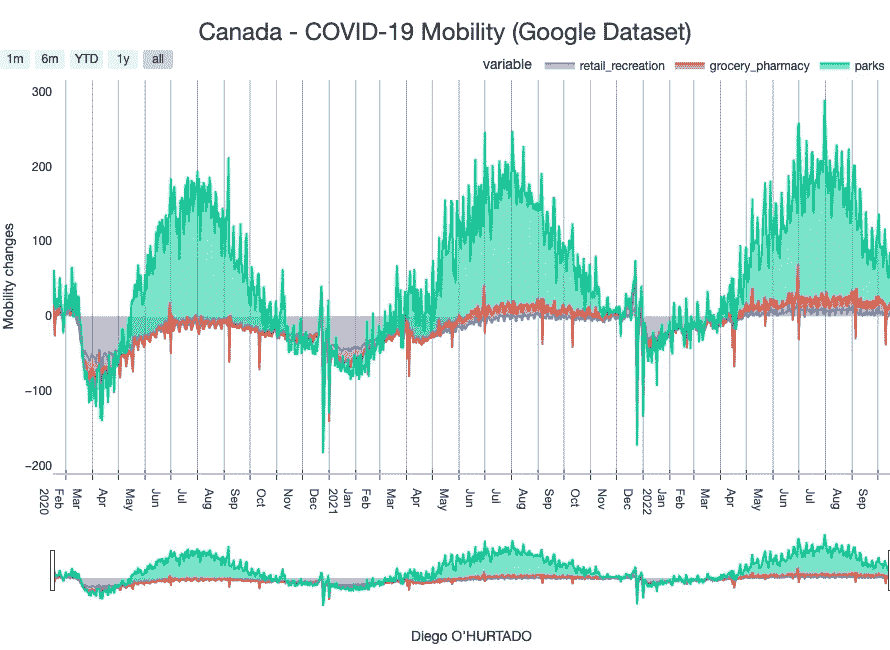 Canada - COVID-19 Mobility (Google Dataset)
1m 6m YTD 1y all
variable retail_recreation grocery_pharmacy parks
Mobility changes
300
200
100
0
−100
−200
2020 Feb Mar Apr May Jun Jul Aug Sep Oct Nov Dec 2021 Jan Feb Mar Apr May Jun Jul Aug Sep Oct Nov Dec 2022 Jan Feb Mar Apr May Jun Jul Aug Sep
Diego O'HURTADO